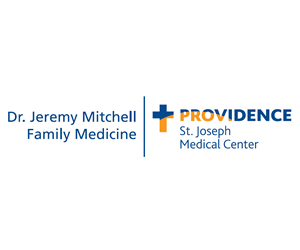 Dr. Jeremy Mitchell
Family Medicine
PROVIDENCE
St. Joseph
Medical Center